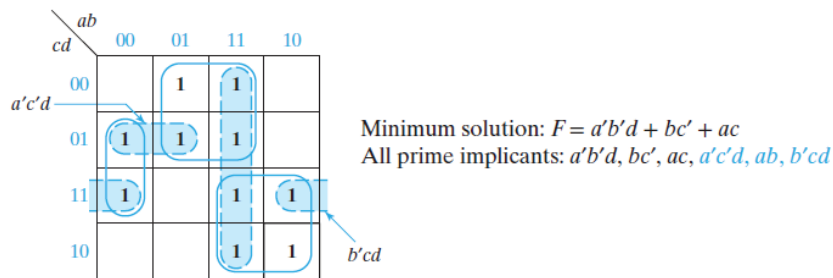 ab
cd 00 01 11 10
00 1 1
a′c′d
01 1 1 1
11 1 1 1
10 1 1
b′cd
Minimum solution: F = a′b′d + bc′ + ac
All prime implicants: a′b′d, bc′, ac, a′c′d, ab, b′cd